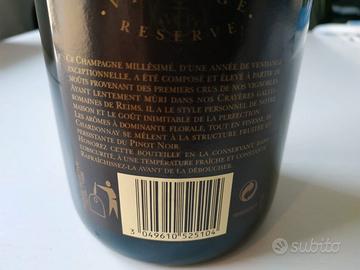 RESERVE
CE CHAMPAGNE MILLÉSIMÉ, D'UNE ANNÉE DE VENDANGE
EXCEPTIONNELLE, A ÉTÉ COMPOSÉ ET ÉLEVÉ À PARTIR DE
MOÛTS PROVENANT DES PREMIERS CRUS DE NOS VIGNOBLES
AYANT LENTEMENT MÛRI DANS NOS CRAYÈRES GALLO-
ROMAINES DE REIMS, IL A LE STYLE PERSONNEL DE NOTRE
MAISON ET LE GOÛT INIMITABLE DE LA PERFECTION.
LES ARÔMES À DOMINANTE FLORALE, TOUT EN FINESSE, DU
CHARDONNAY SE MÊLENT À LA STRUCTURE FRUITÉE ET
PERSISTANTE DU PINOT NOIR.
HONOREZ CETTE BOUTEILLE EN LA CONSERVANT DANS
L'OBSCURITÉ, À UNE TEMPÉRATURE FRAÎCHE ET CONSTANTE.
RAFRAÎCHISSEZ-LA AVANT DE LA DÉBOUCHER.
3 049610 525104
subito